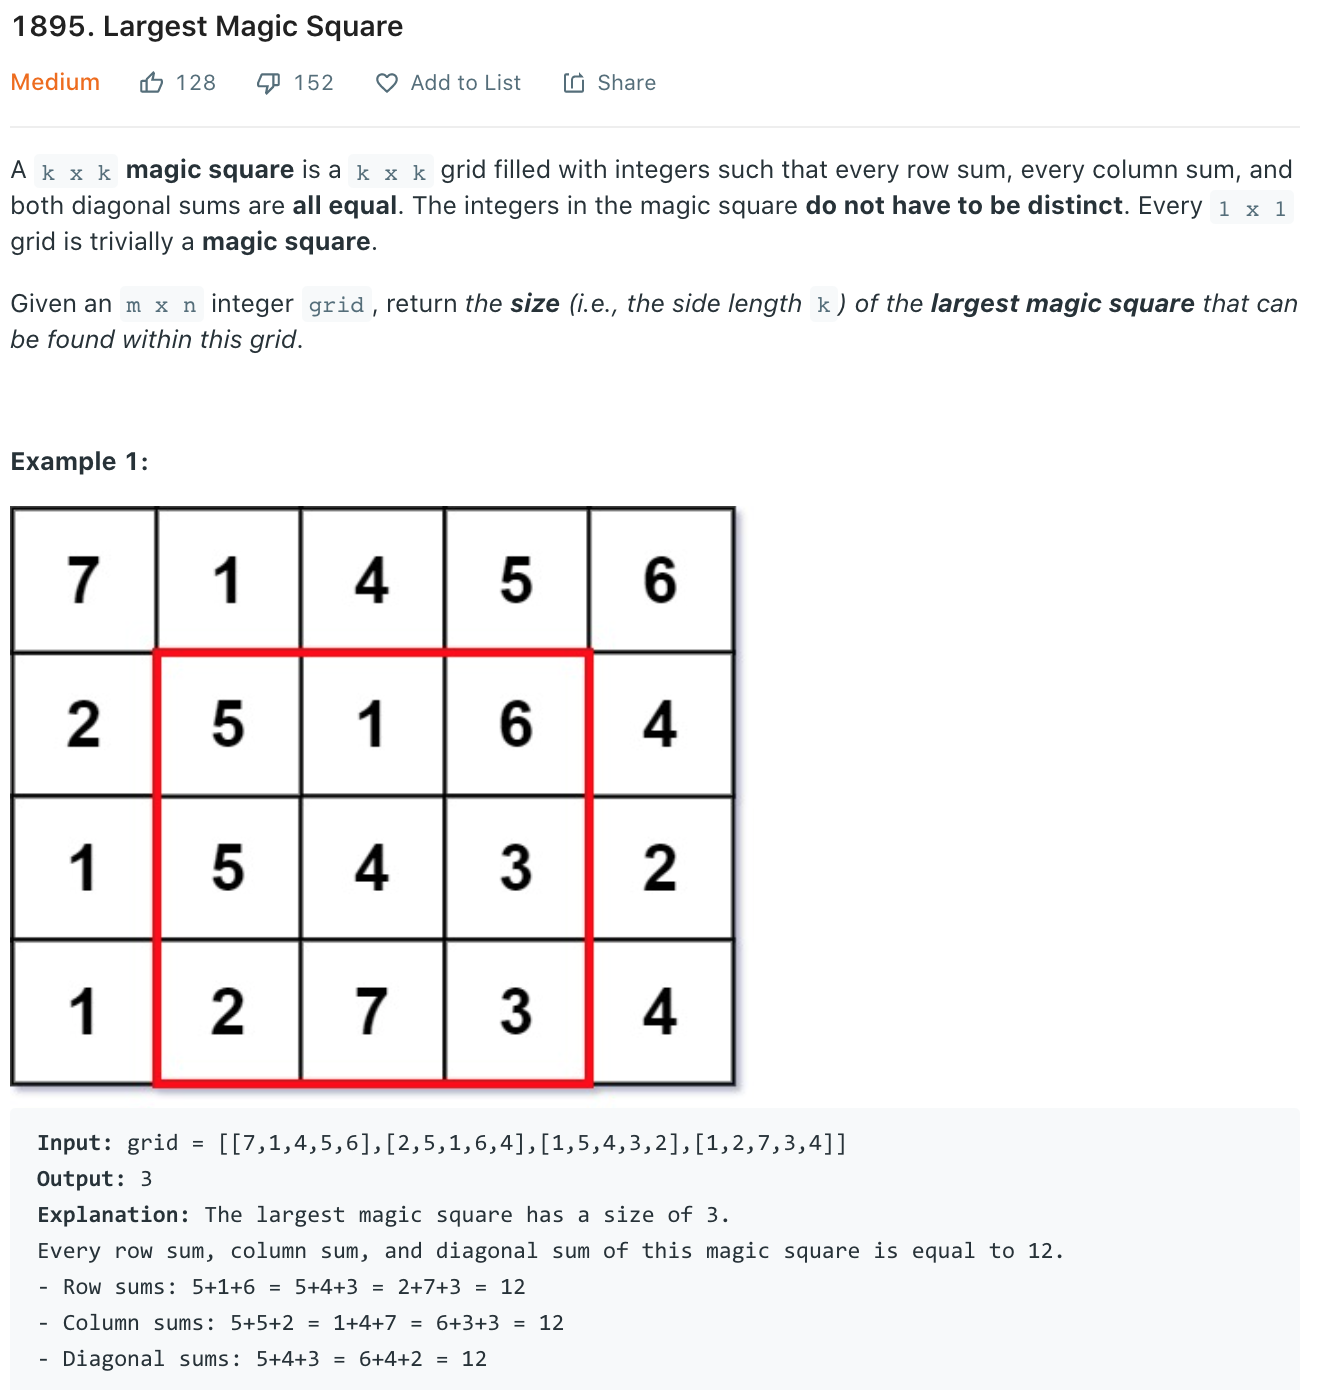 1895. Largest Magic Square
Medium 128 152 Add to List Share
A k x k magic square is a k x k grid filled with integers such that every row sum, every column sum, and
both diagonal sums are all equal. The integers in the magic square do not have to be distinct. Every 1 x 1
grid is trivially a magic square.
Given an m x n integer grid, return the size (i.e., the side length k) of the largest magic square that can
be found within this grid.
Example 1:
7 1 4 5 6
2 5 1 6 4
1 5 4 3 2
1 2 7 3 4
Input: grid = [[7,1,4,5,6],[2,5,1,6,4],[1,5,4,3,2],[1,2,7,3,4]]
Output: 3
Explanation: The largest magic square has a size of 3.
Every row sum, column sum, and diagonal sum of this magic square is equal to 12.
- Row sums: 5+1+6 = 5+4+3 = 2+7+3 = 12
- Column sums: 5+5+2 = 1+4+7 = 6+3+3 = 12
- Diagonal sums: 5+4+3 = 6+4+2 = 12